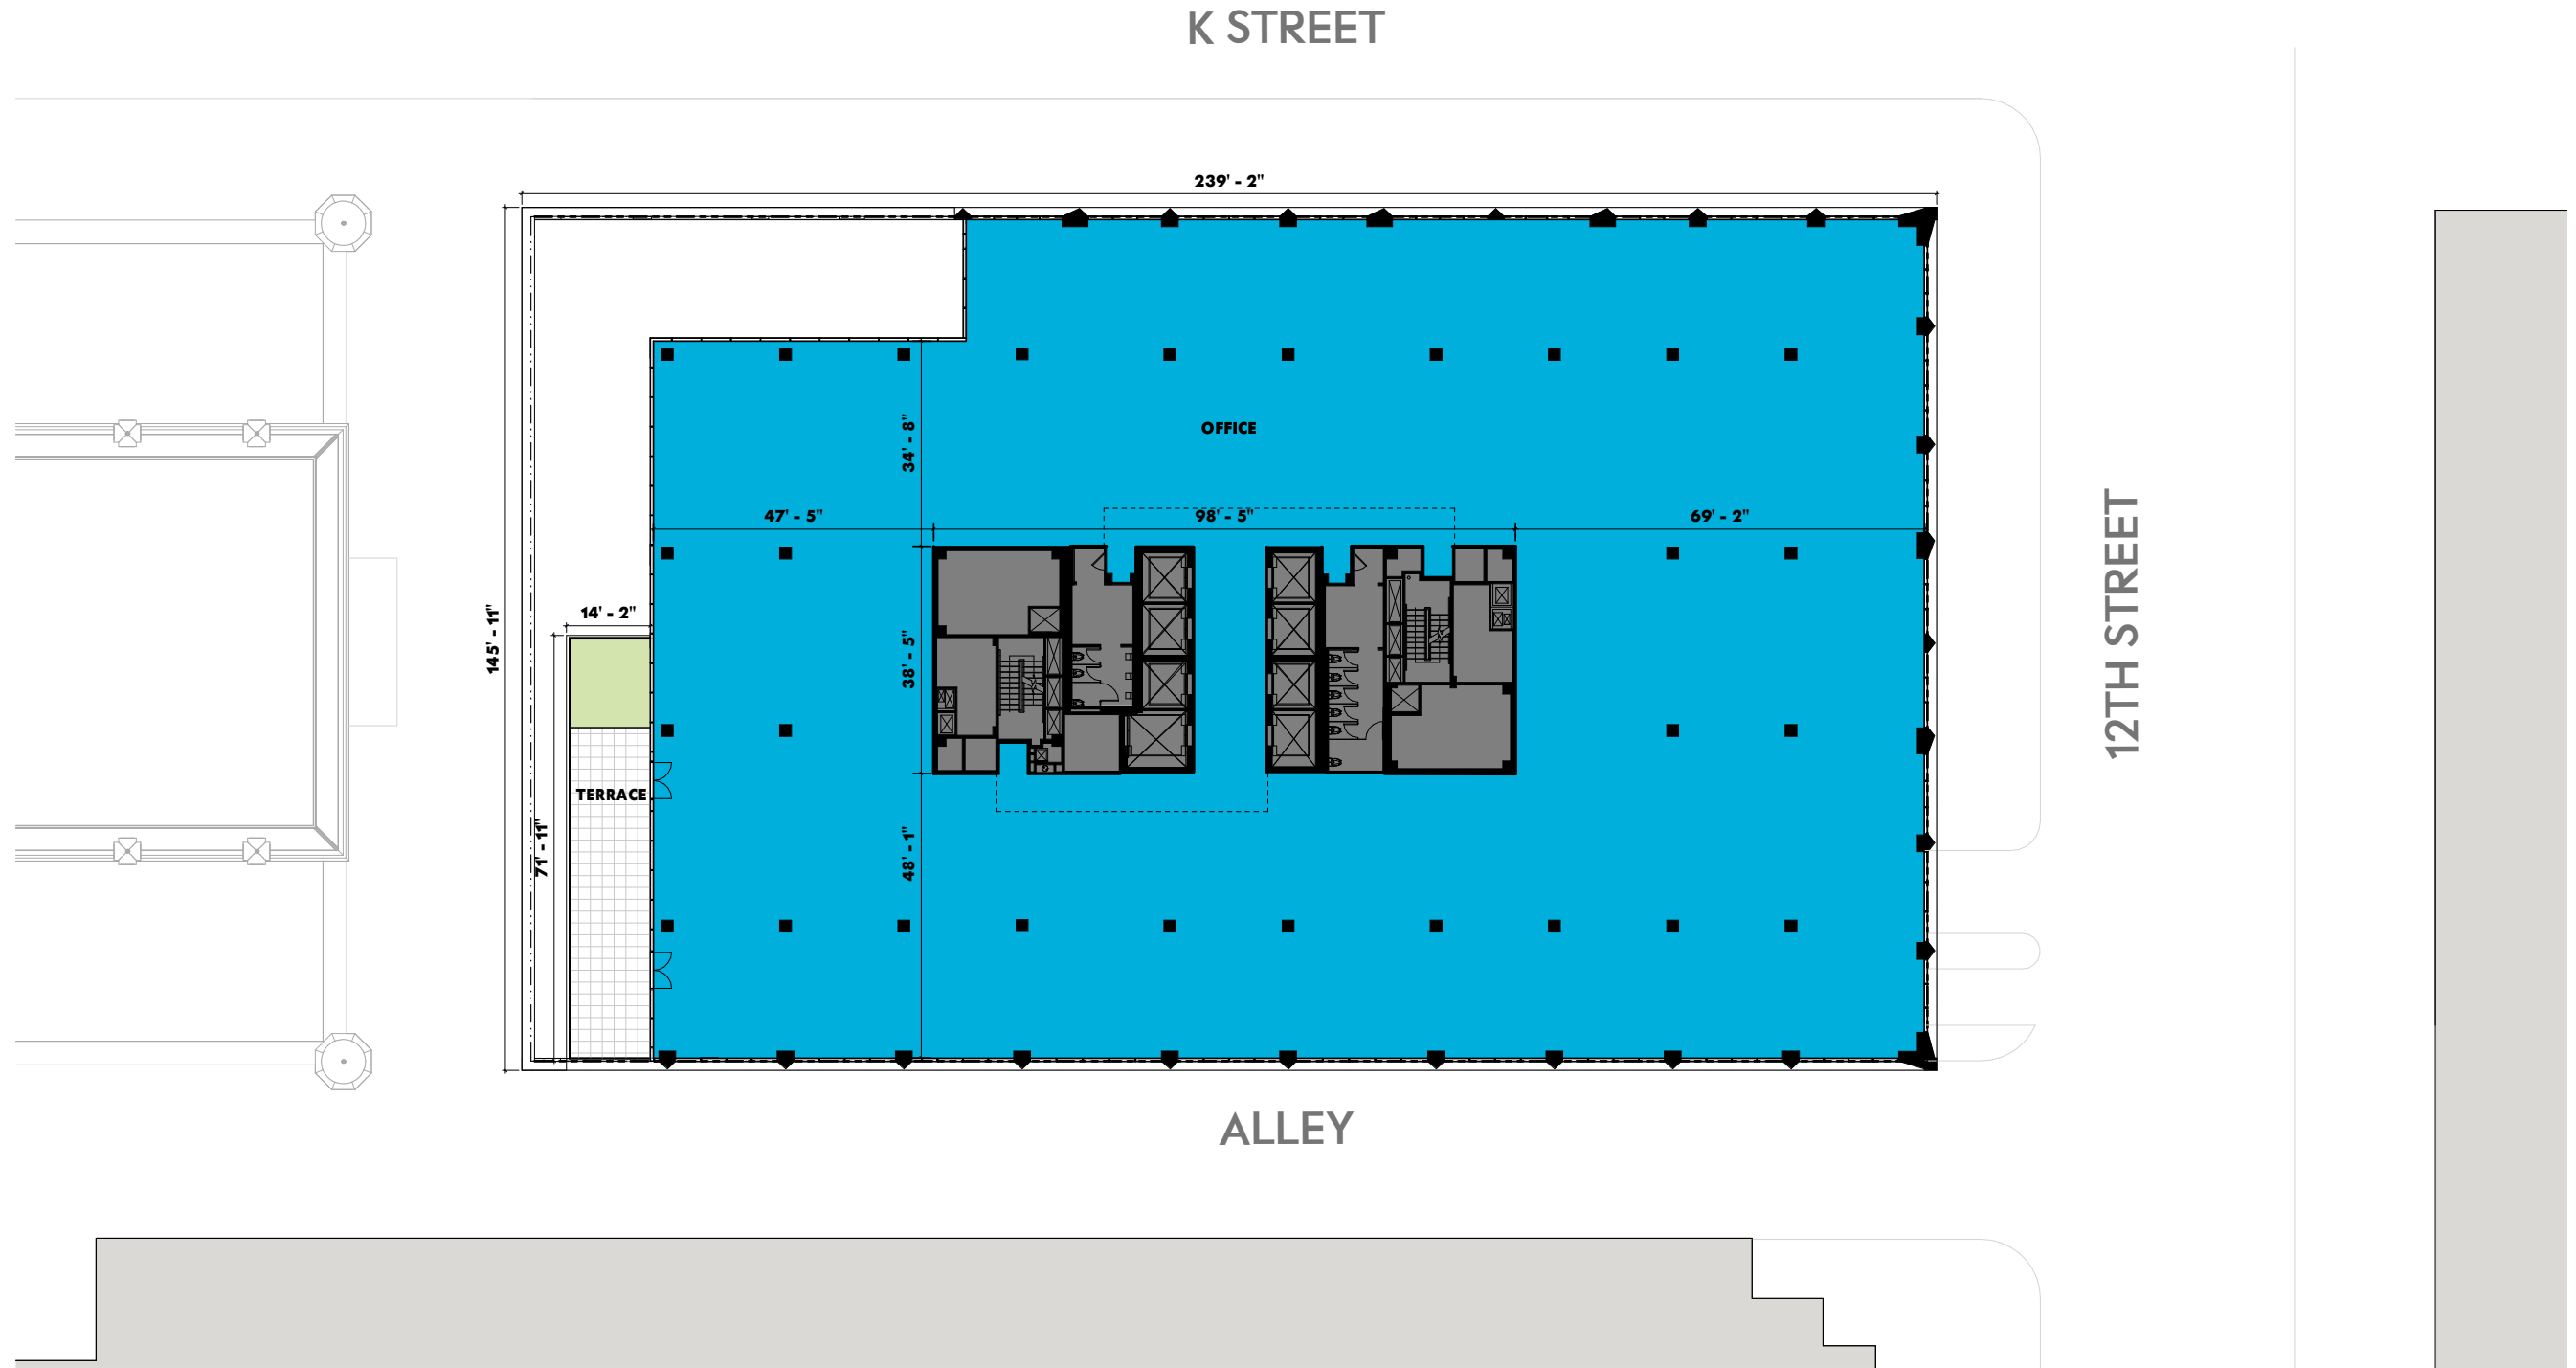 K STREET
239' - 2"
OFFICE
34' - 8"
47' - 5"
98' - 5"
69' - 2"
12TH STREET
14' - 2"
145' - 11"
38' - 5"
TERRACE
71' - 11"
48' - 1"
ALLEY